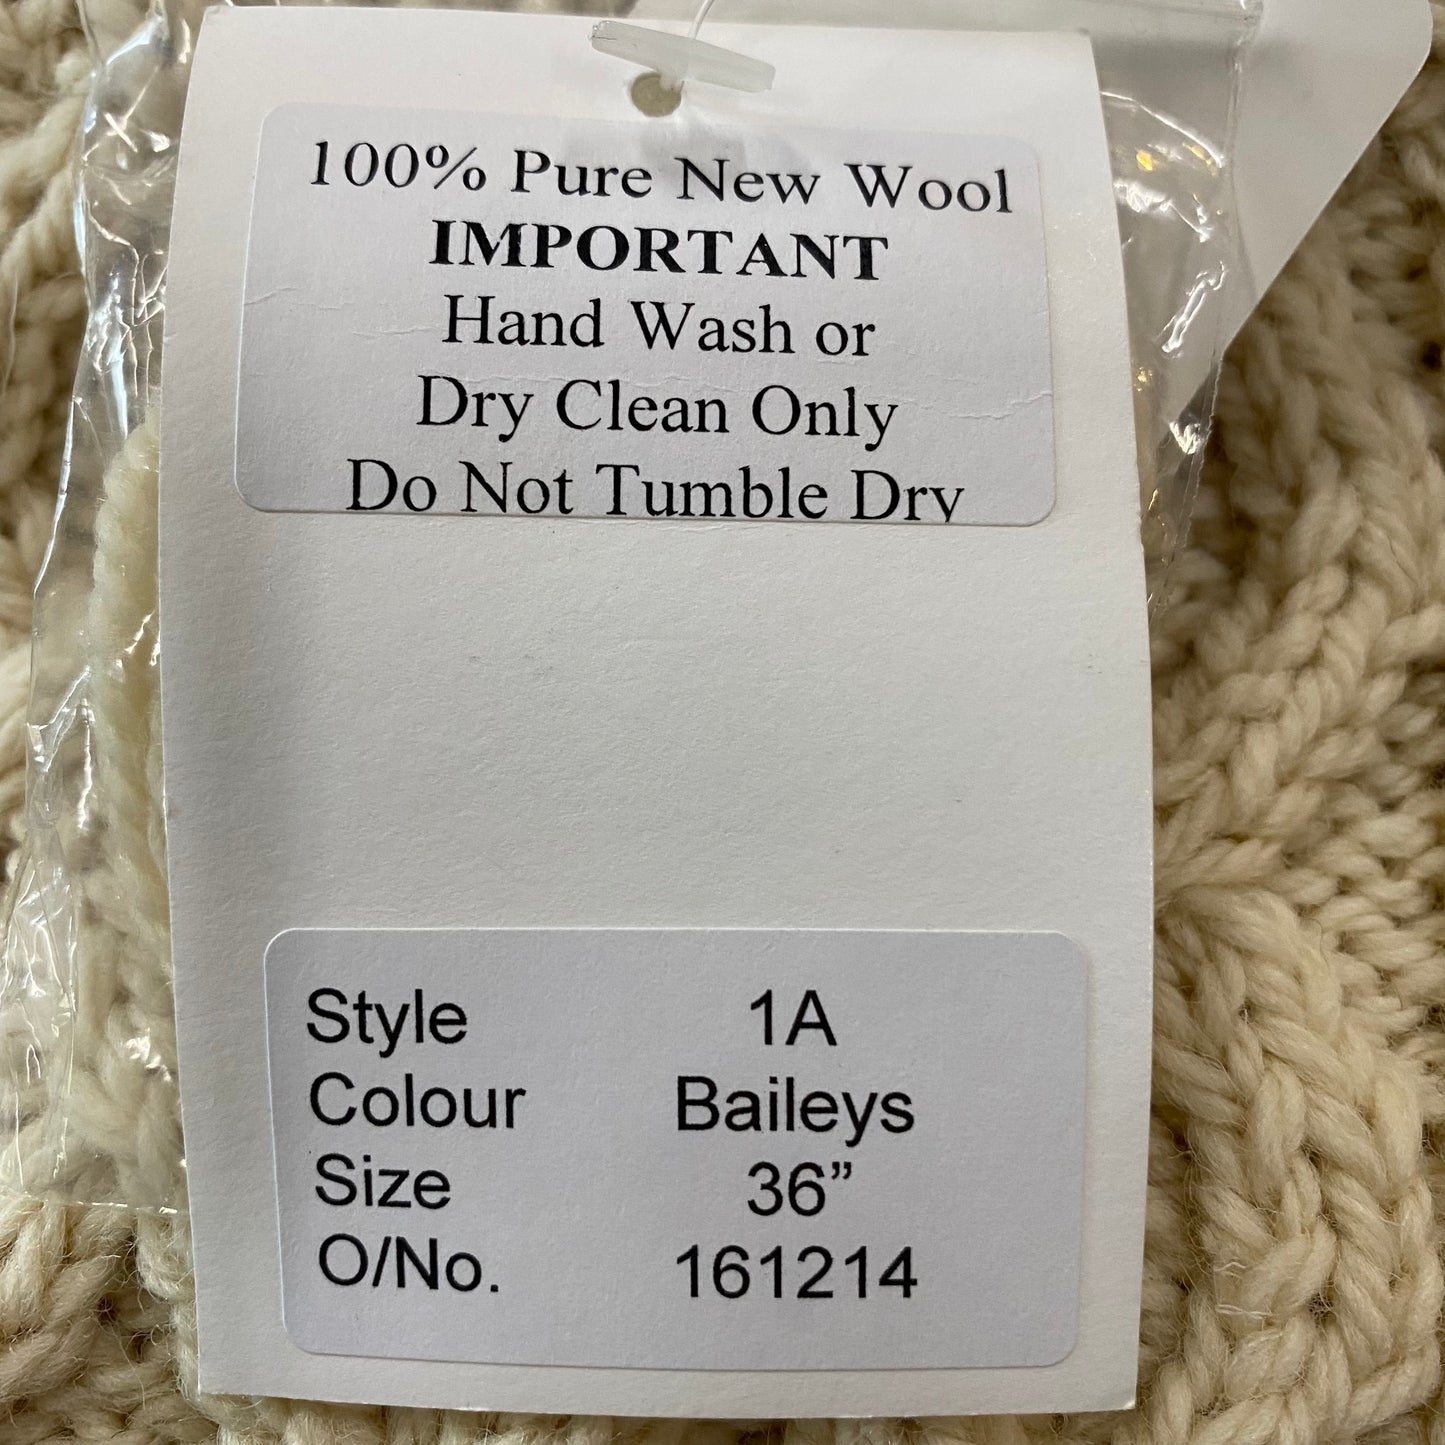 100% Pure New Wool
IMPORTANT
Hand Wash or
Dry Clean Only
Do Not Tumble Dry
Style 1A
Colour Baileys
Size 36”
O/No. 161214